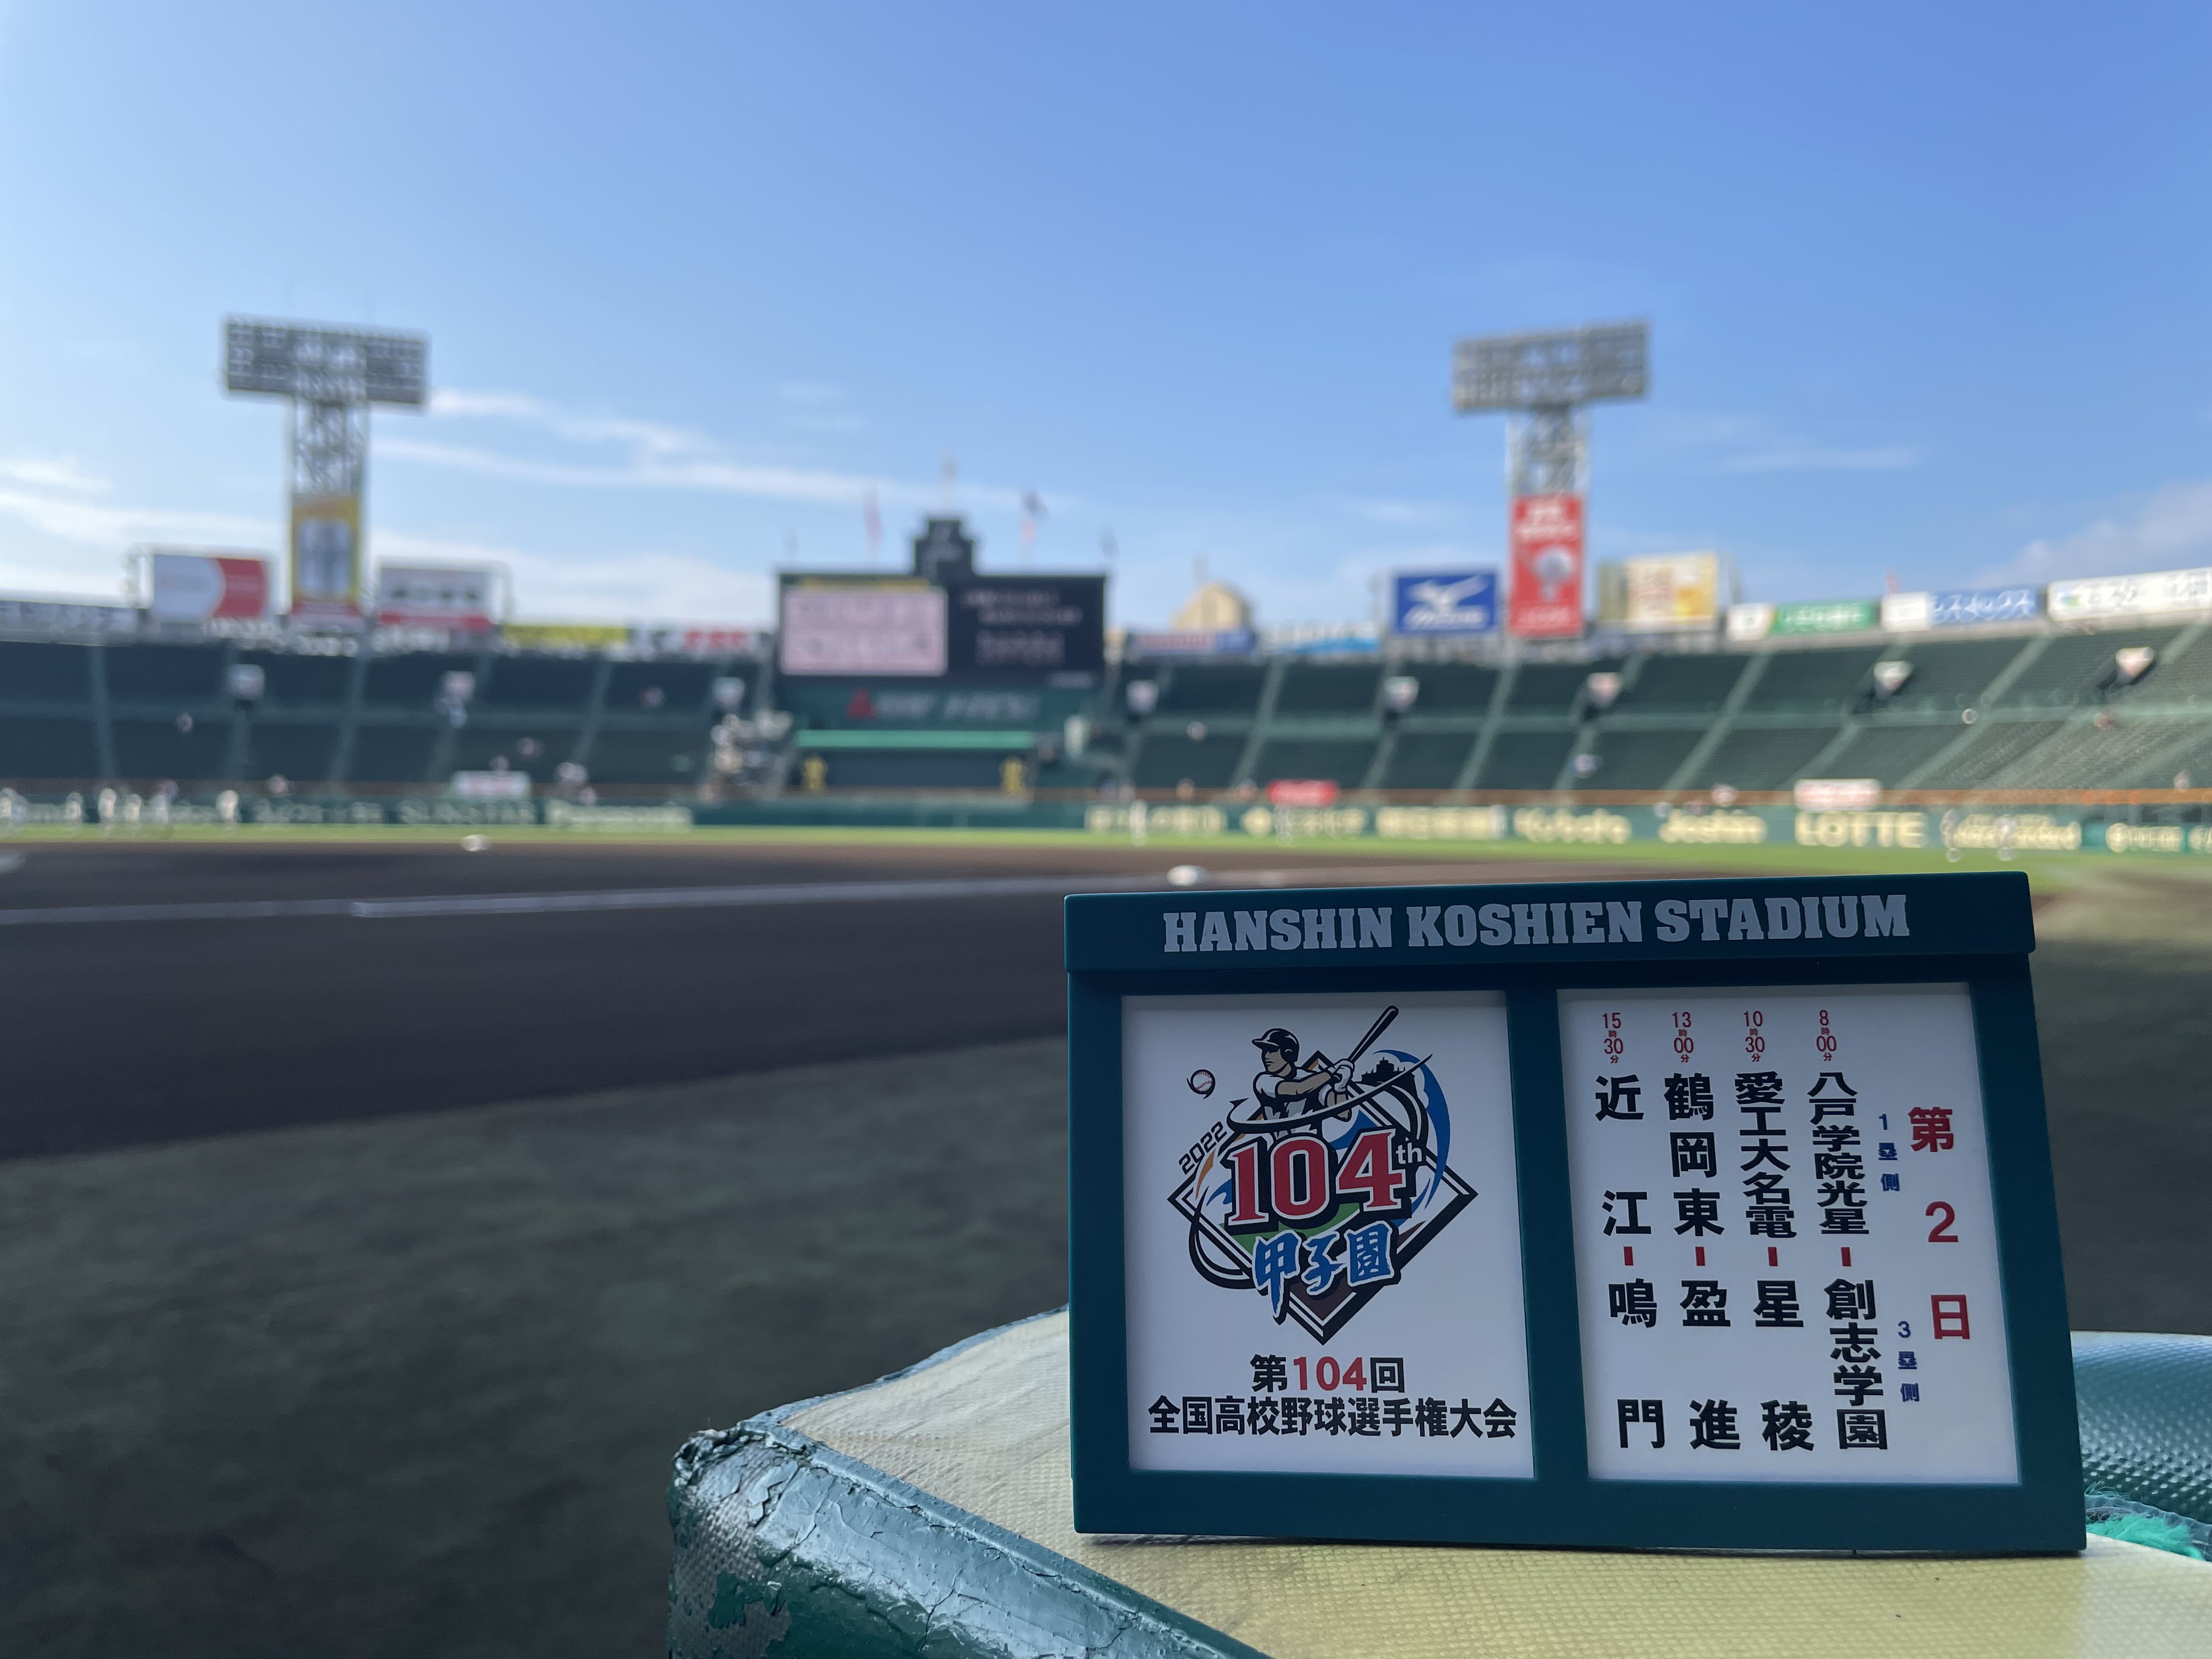 HANSHIN KOSHIEN STADIUM
2022
104th
甲子園
第104回
全国高校野球選手権大会
第2日
1塁側
3塁側
8時00分
八戸学院光星-創志学園
10時30分
愛工大名電-星稜
13時00分
鶴岡東-盈進
15時30分
近江-鳴門
Kubota
Joshin
LOTTE